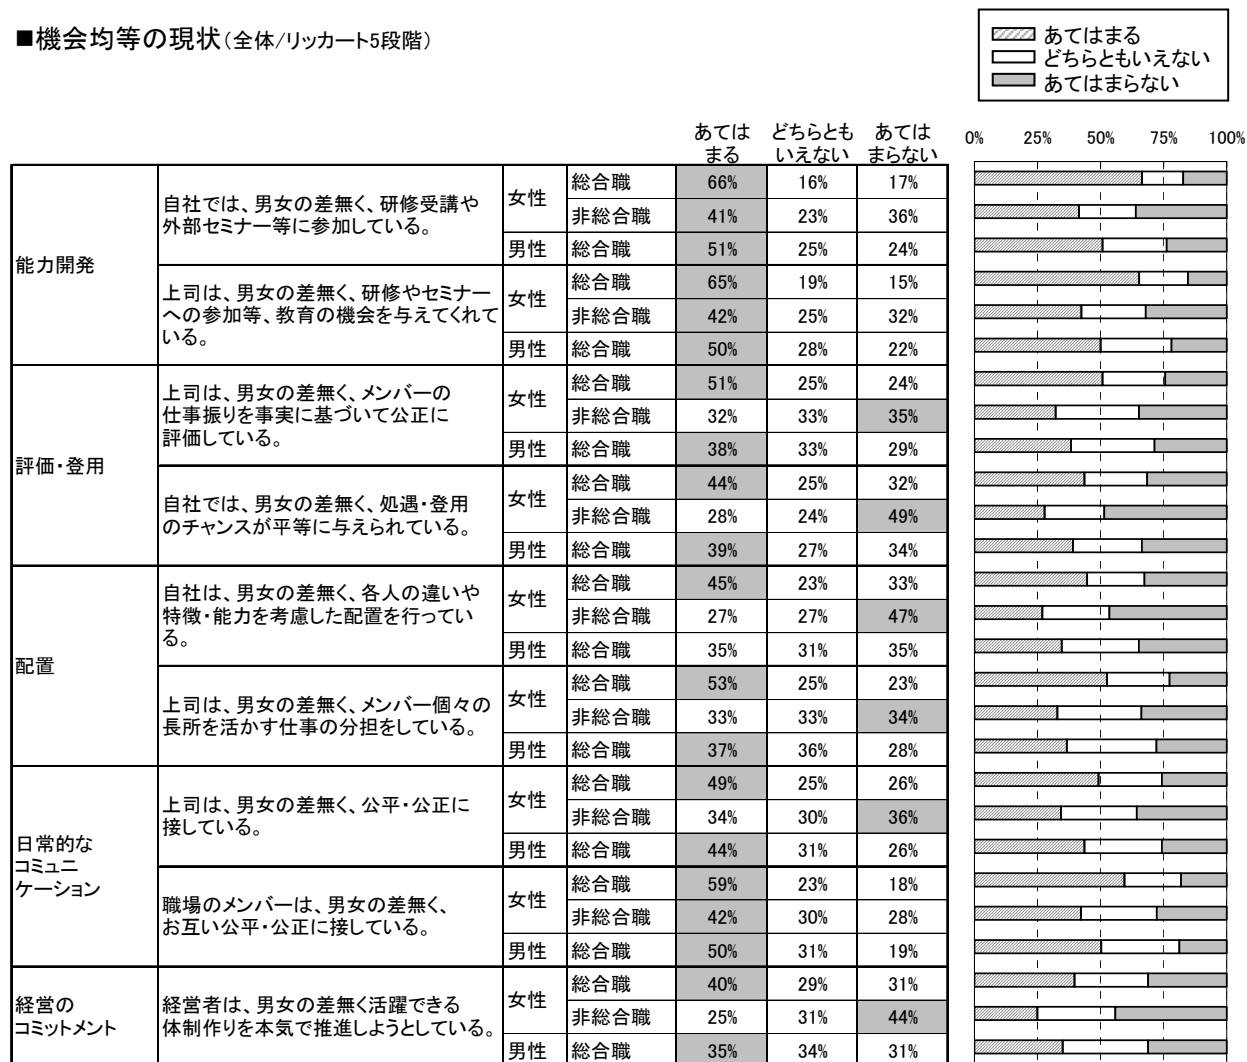 ■機会均等の現状(全体/リッカート5段階)
あてはまる
どちらともいえない
あてはまらない
あては
まる
どちらとも
いえない
あては
まらない
0% 25% 50% 75% 100%
能力開発
自社では、男女の差無く、研修受講や
外部セミナー等に参加している。
女性
総合職 66% 16% 17%
非総合職 41% 23% 36%
男性 総合職 51% 25% 24%
上司は、男女の差無く、研修やセミナー
への参加等、教育の機会を与えてくれて
いる。
女性
総合職 65% 19% 15%
非総合職 42% 25% 32%
男性 総合職 50% 28% 22%
評価・登用
上司は、男女の差無く、メンバーの
仕事振りを事実に基づいて公正に
評価している。
女性
総合職 51% 25% 24%
非総合職 32% 33% 35%
男性 総合職 38% 33% 29%
自社では、男女の差無く、処遇・登用
のチャンスが平等に与えられている。
女性
総合職 44% 25% 32%
非総合職 28% 24% 49%
男性 総合職 39% 27% 34%
配置
自社は、男女の差無く、各人の違いや
特徴・能力を考慮した配置を行ってい
る。
女性
総合職 45% 23% 33%
非総合職 27% 27% 47%
男性 総合職 35% 31% 35%
上司は、男女の差無く、メンバー個々の
長所を活かす仕事の分担をしている。
女性
総合職 53% 25% 23%
非総合職 33% 33% 34%
男性 総合職 37% 36% 28%
日常的な
コミュニ
ケーション
上司は、男女の差無く、公平・公正に
接している。
女性
総合職 49% 25% 26%
非総合職 34% 30% 36%
男性 総合職 44% 31% 26%
職場のメンバーは、男女の差無く、
お互い公平・公正に接している。
女性
総合職 59% 23% 18%
非総合職 42% 30% 28%
男性 総合職 50% 31% 19%
経営の
コミットメント
経営者は、男女の差無く活躍できる
体制作りを本気で推進しようとしている。
女性
総合職 40% 29% 31%
非総合職 25% 31% 44%
男性 総合職 35% 34% 31%